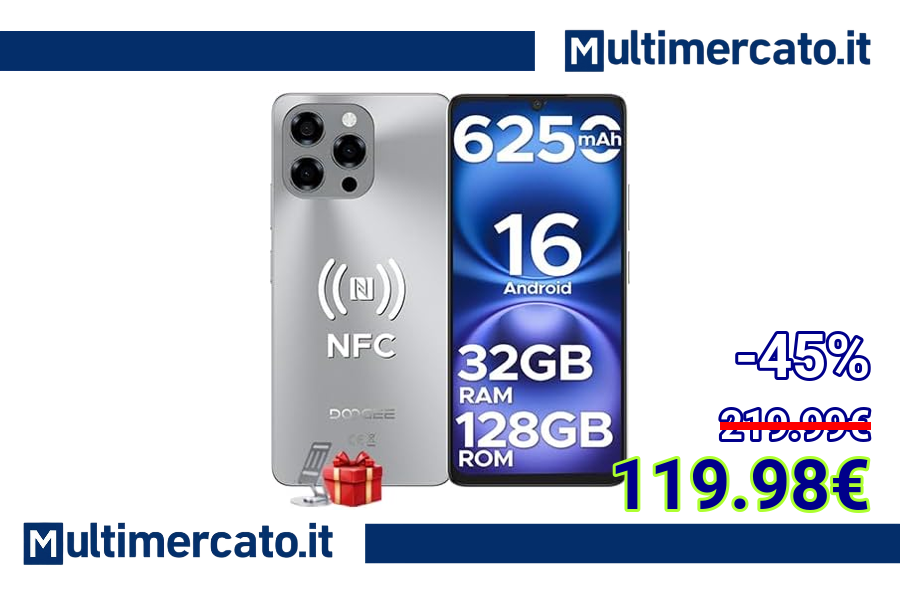 Multimercato.it
6250 mAh
16
Android
NFC
32GB
RAM
128GB
ROM
DOOGEE
CE
-45%
219.99€
119.98€
Multimercato.it